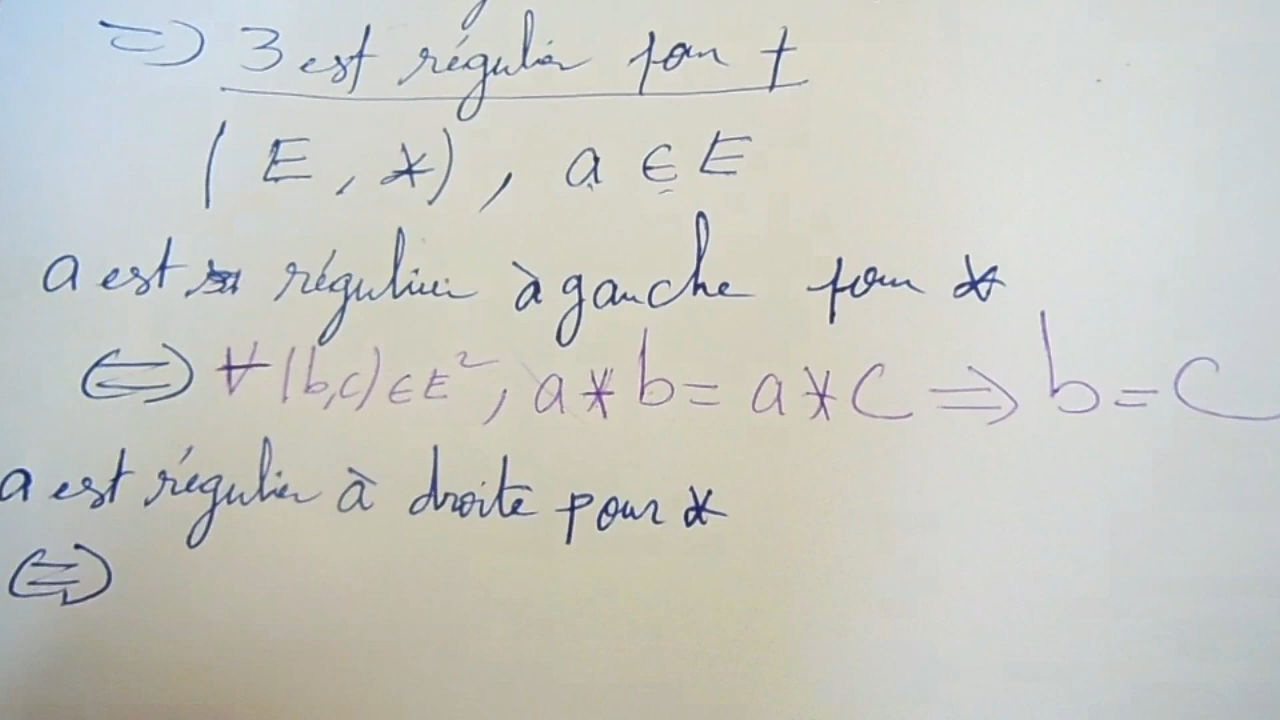 => 3 est régulier pour +
(E, *), a ∈ E
a est régulier à gauche pour *
<=> ∀(b,c) ∈ E², a * b = a * c => b = c
a est régulier à droite pour *
<=>